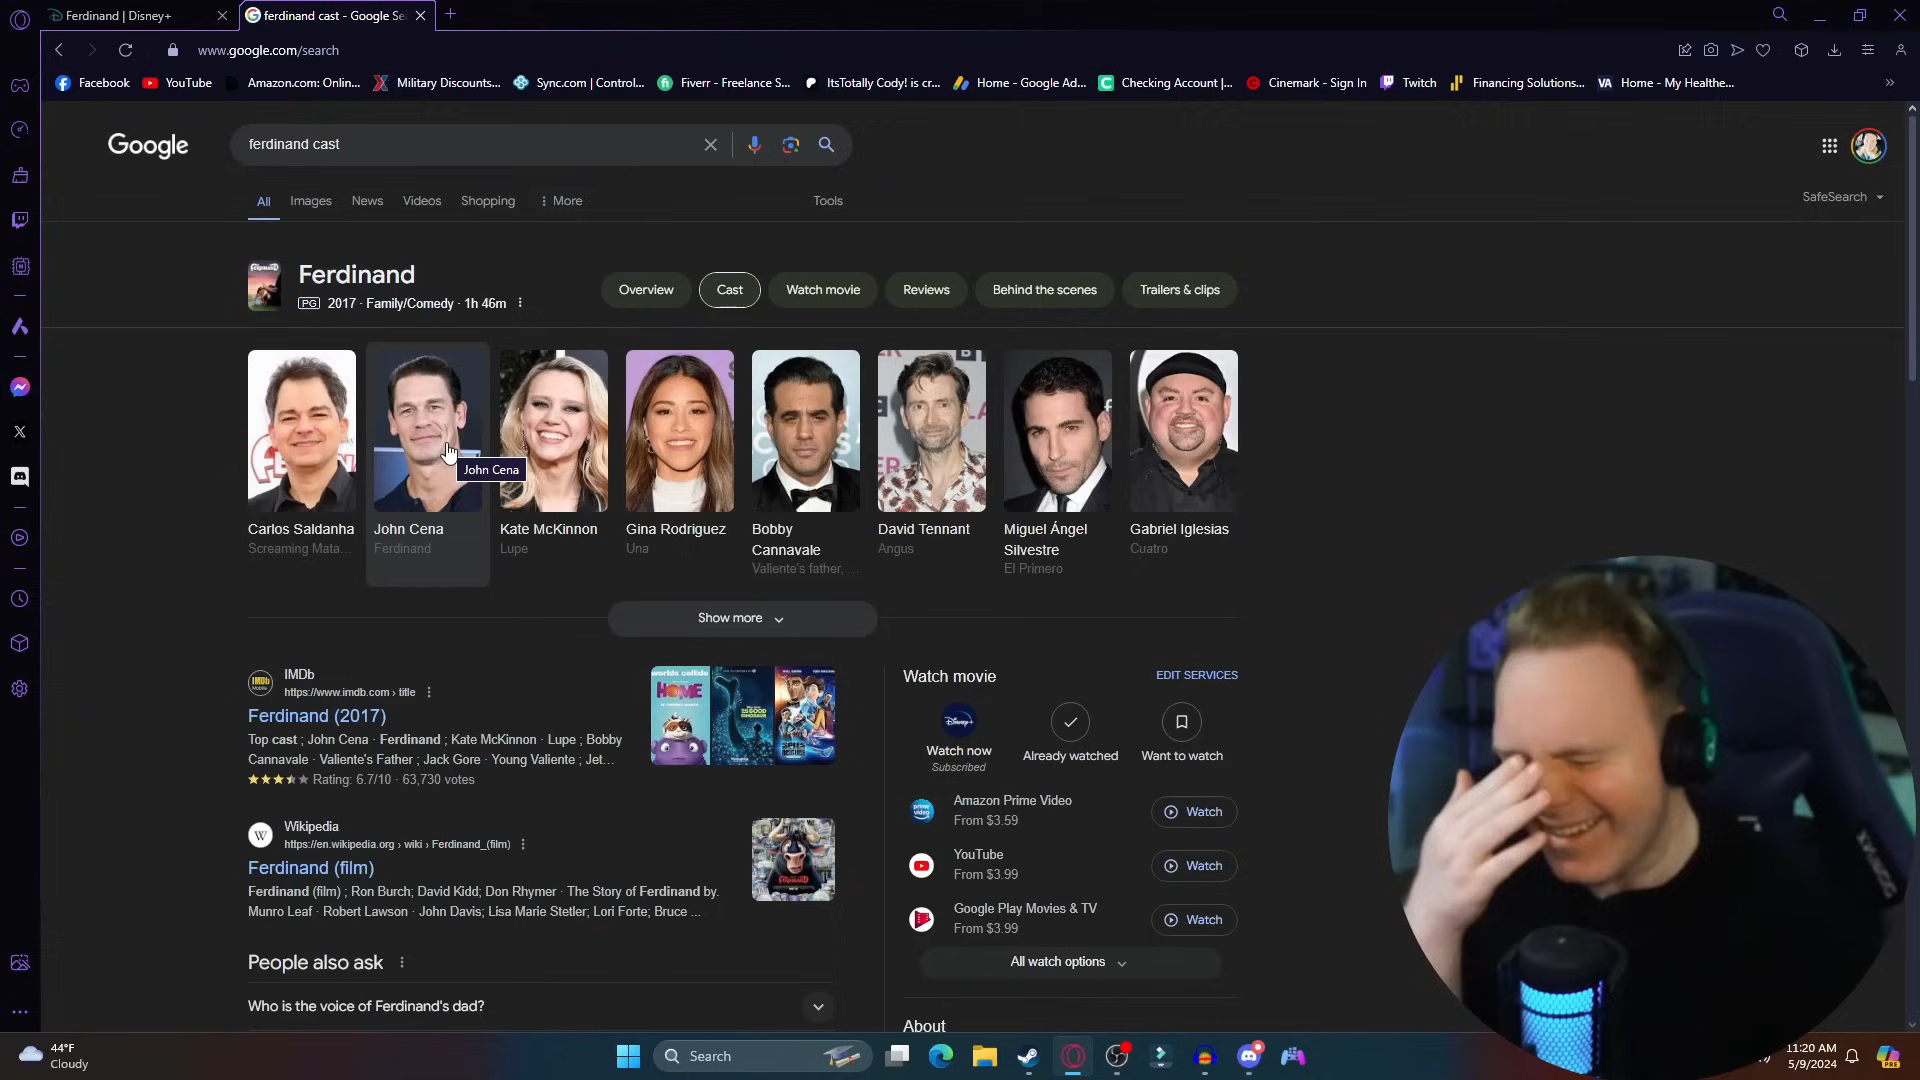 Ferdinand | Disney+
ferdinand cast - Google Se
www.google.com/search
Facebook
YouTube
Amazon.com: Onlin...
Military Discounts...
Sync.com | Control...
Fiverr - Freelance S...
ItsTotally Cody! is cr...
Home - Google Ad...
Checking Account |...
Cinemark - Sign In
Twitch
Financing Solutions...
VA Home - My Healthe...
Google
ferdinand cast
All
Images
News
Videos
Shopping
More
Tools
SafeSearch
Ferdinand
PG 2017 · Family/Comedy · 1h 46m
Overview
Cast
Watch movie
Reviews
Behind the scenes
Trailers & clips
John Cena
Carlos Saldanha
Screaming Mata...
John Cena
Ferdinand
Kate McKinnon
Lupe
Gina Rodriguez
Una
Bobby
Cannavale
Valiente's father, ...
David Tennant
Angus
Miguel Ángel
Silvestre
El Primero
Gabriel Iglesias
Cuatro
Show more
IMDb
https://www.imdb.com › title
Ferdinand (2017)
Top cast ; John Cena · Ferdinand ; Kate McKinnon · Lupe ; Bobby
Cannavale · Valiente's Father ; Jack Gore · Young Valiente ; Jet...
Rating: 6.7/10 · 63,730 votes
HOME
Wikipedia
https://en.wikipedia.org › wiki › Ferdinand_(film)
Ferdinand (film)
Ferdinand (film) ; Ron Burch; David Kidd; Don Rhymer · The Story of Ferdinand by.
Munro Leaf · Robert Lawson · John Davis; Lisa Marie Stetler; Lori Forte; Bruce ...
People also ask
Who is the voice of Ferdinand's dad?
Watch movie
EDIT SERVICES
Watch now
Subscribed
Already watched
Want to watch
Amazon Prime Video
From $3.59
Watch
YouTube
From $3.99
Watch
Google Play Movies & TV
From $3.99
Watch
All watch options
About
44°F
Cloudy
Search
11:20 AM
5/9/2024